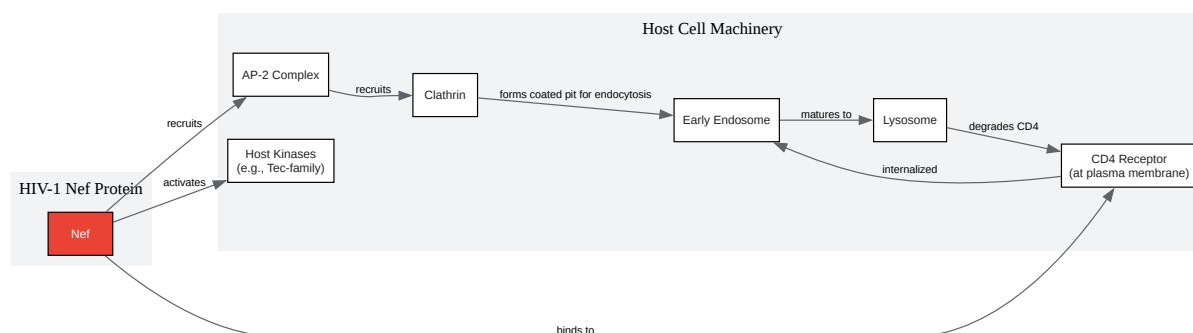 Host Cell Machinery
AP-2 Complex
recruits
Clathrin
forms coated pit for endocytosis
Early Endosome
matures to
Lysosome
degrades CD4
CD4 Receptor
(at plasma membrane)
internalized
recruits
Host Kinases
(e.g., Tec-family)
activates
HIV-1 Nef Protein
Nef
binds to